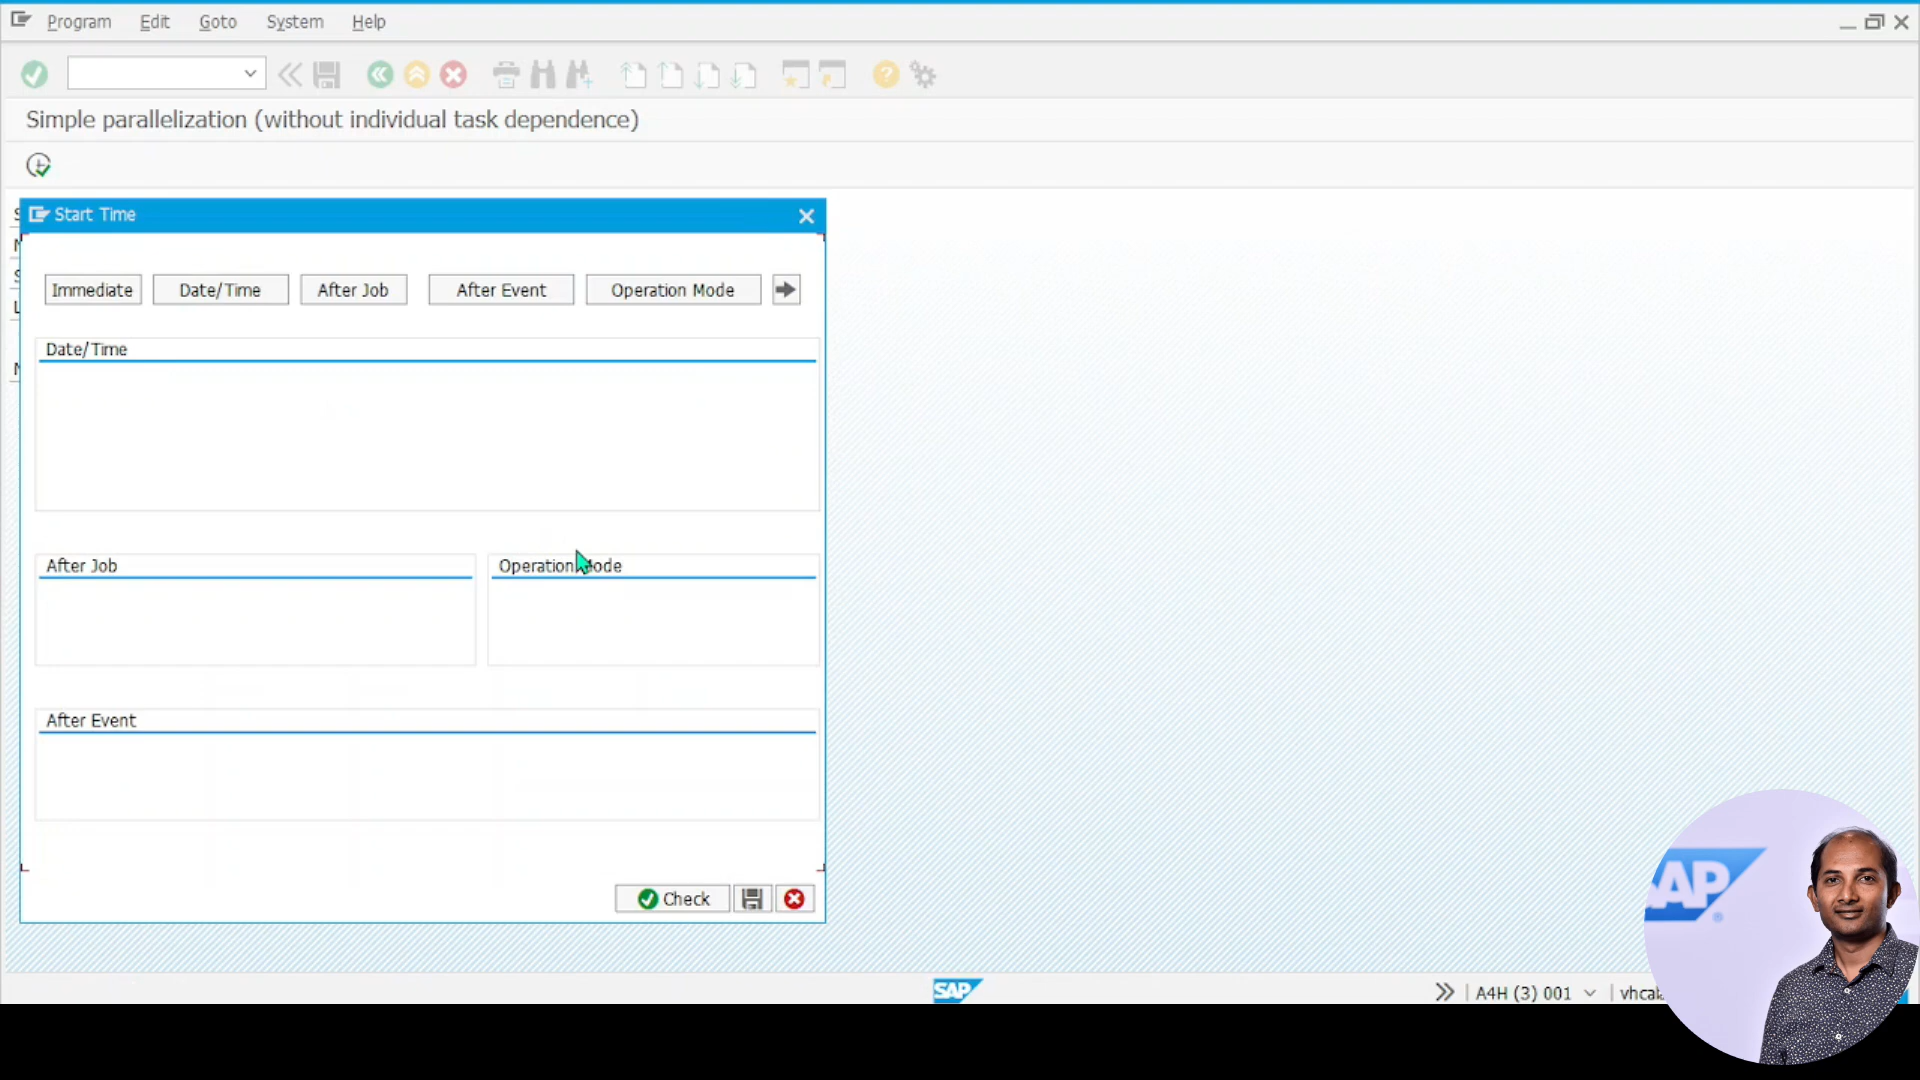 Program Edit Goto System Help
Simple parallelization (without individual task dependence)
Start Time
Immediate Date/Time After Job After Event Operation Mode
Date/Time
After Job Operation
After Event
Check
SAP
A4H (3) 001